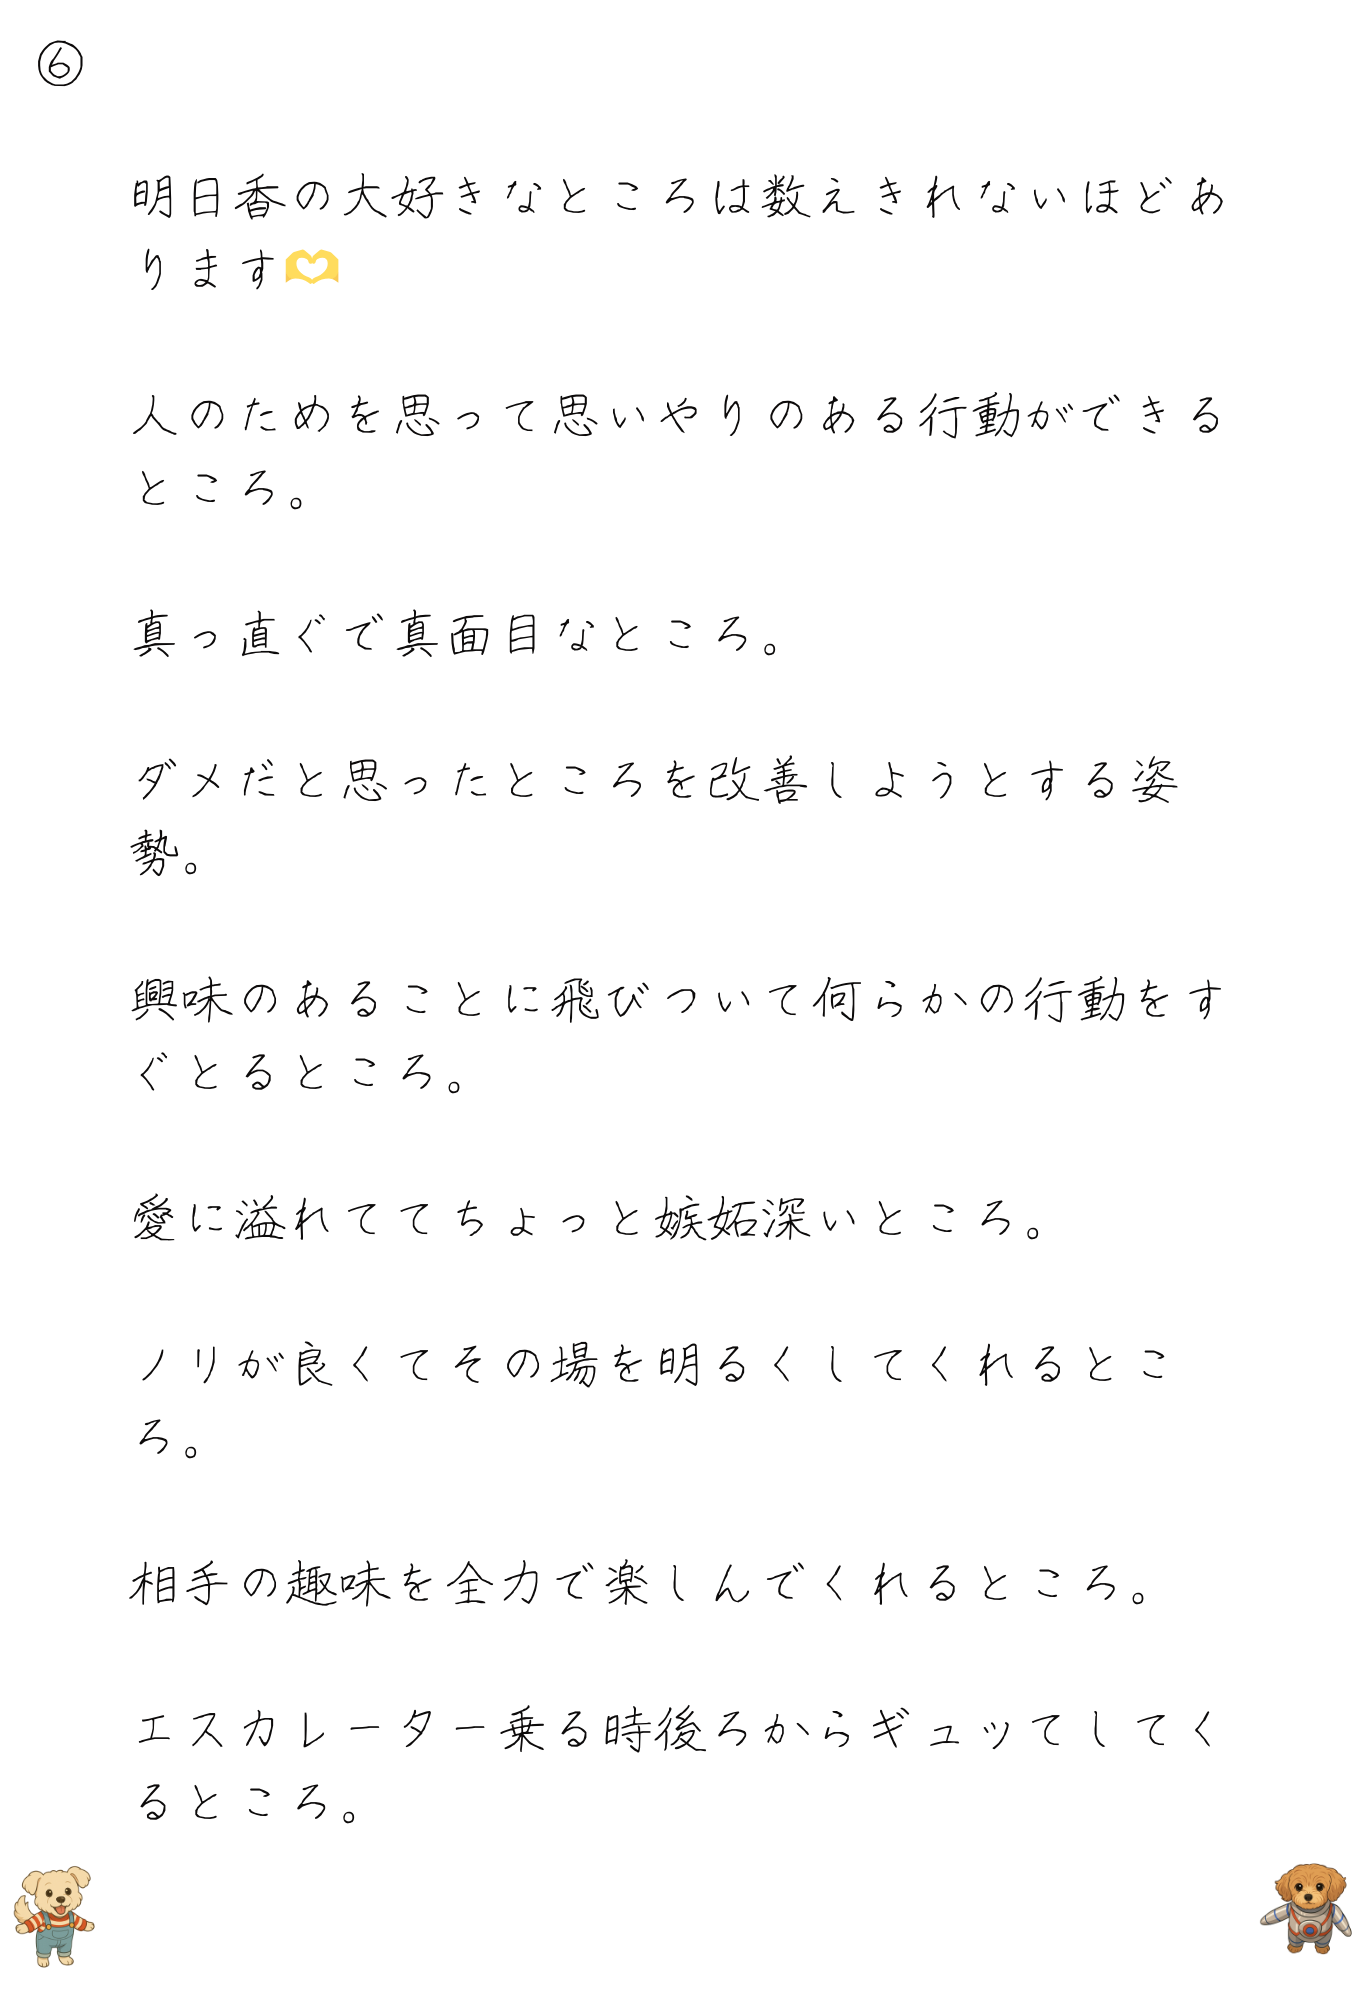 ⑥
明日香の大好きなところは数えきれないほどあ
ります🫶
人のためを思って思いやりのある行動ができる
ところ。
真っ直ぐで真面目なところ。
ダメだと思ったところを改善しようとする姿
勢。
興味のあることに飛びついて何らかの行動をす
ぐとるところ。
愛に溢れててちょっと嫉妬深いところ。
ノリが良くてその場を明るくしてくれるとこ
ろ。
相手の趣味を全力で楽しんでくれるところ。
エスカレーター乗る時後ろからギュッてしてく
るところ。